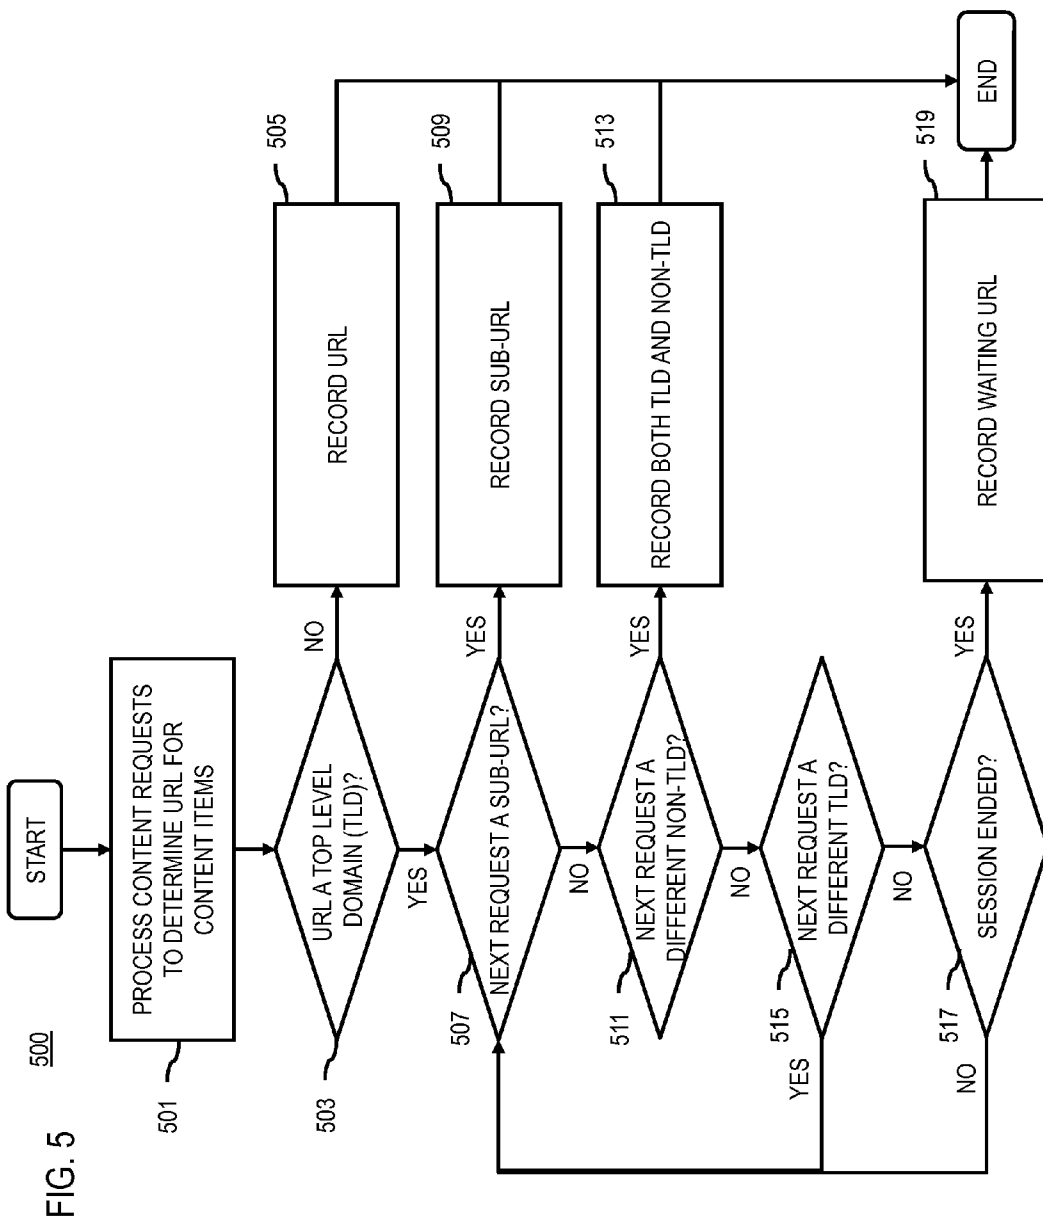 FIG. 5
500
START
PROCESS CONTENT REQUESTS
TO DETERMINE URL FOR
CONTENT ITEMS
501
URL A TOP LEVEL
DOMAIN (TLD)?
503
NO
RECORD URL
505
YES
NEXT REQUEST A SUB-URL?
507
YES
RECORD SUB-URL
509
NO
NEXT REQUEST A
DIFFERENT NON-TLD?
511
YES
RECORD BOTH TLD AND NON-TLD
513
NO
NEXT REQUEST A
DIFFERENT TLD?
515
YES
NO
SESSION ENDED?
517
NO
YES
RECORD WAITING URL
519
END